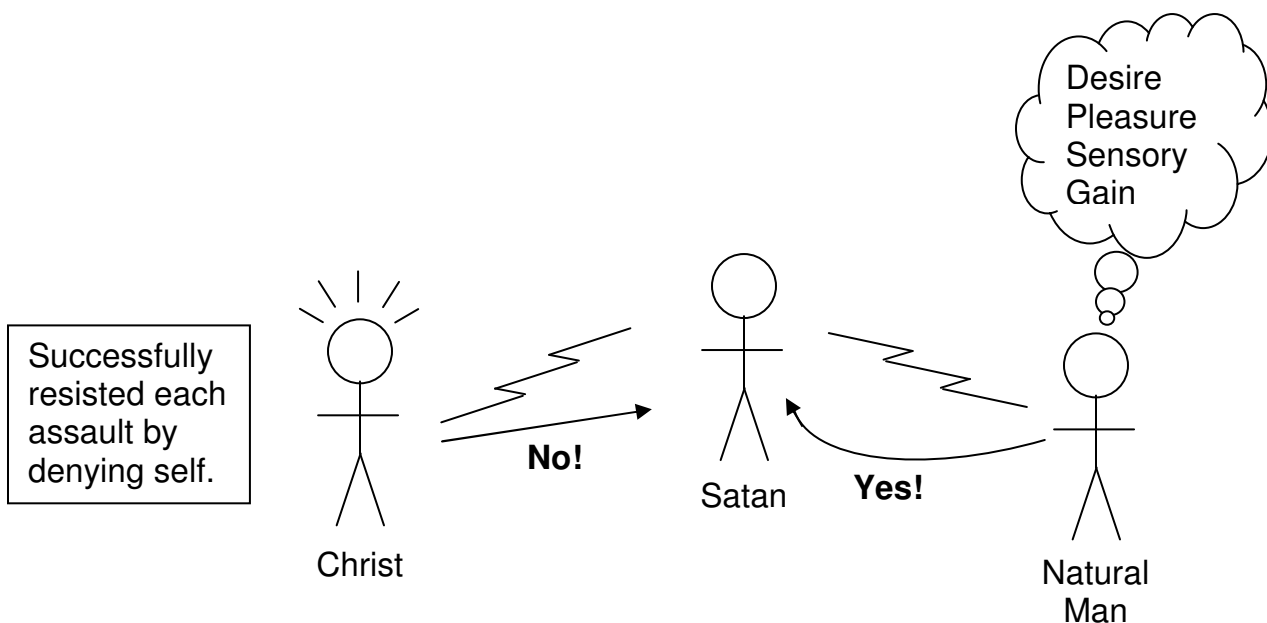 Successfully
resisted each
assault by
denying self.
Christ
No!
Satan
Yes!
Desire
Pleasure
Sensory
Gain
Natural
Man